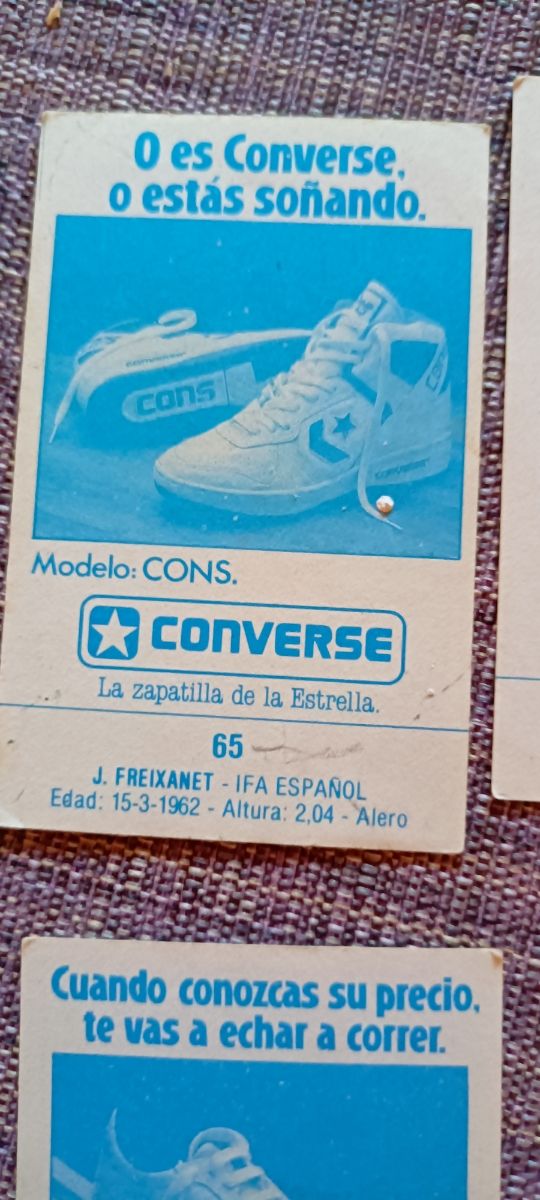 O es Converse,
o estás soñando.
CONVERSE
cons
CONVERSE
Modelo: CONS.
CONVERSE
La zapatilla de la Estrella.
65
J. FREIXANET - IFA ESPAÑOL
Edad: 15-3-1962 - Altura: 2,04 - Alero
Cuando conozcas su precio,
te vas a echar a correr.